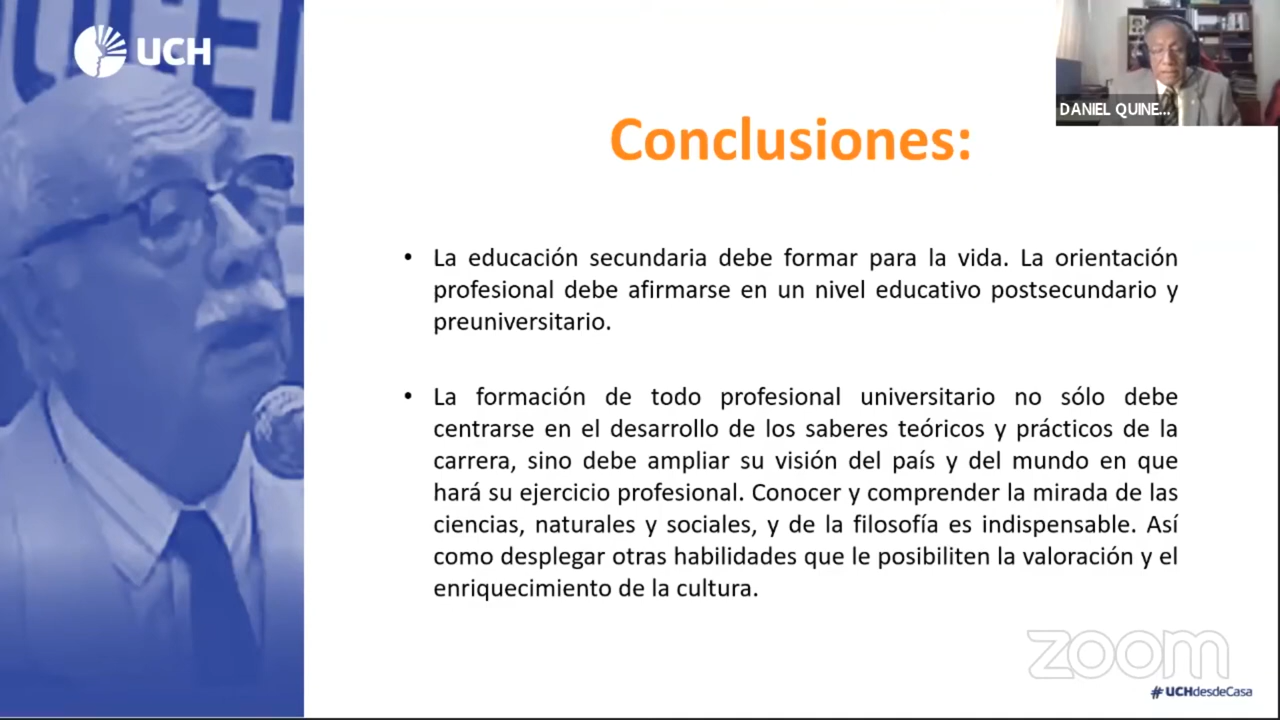 UCH
DANIEL QUINE...
Conclusiones:
• La educación secundaria debe formar para la vida. La orientación
profesional debe afirmarse en un nivel educativo postsecundario y
preuniversitario.
• La formación de todo profesional universitario no sólo debe
centrarse en el desarrollo de los saberes teóricos y prácticos de la
carrera, sino debe ampliar su visión del país y del mundo en que
hará su ejercicio profesional. Conocer y comprender la mirada de las
ciencias, naturales y sociales, y de la filosofía es indispensable. Así
como desplegar otras habilidades que le posibiliten la valoración y el
enriquecimiento de la cultura.
zoom
#UCHdesdeCasa